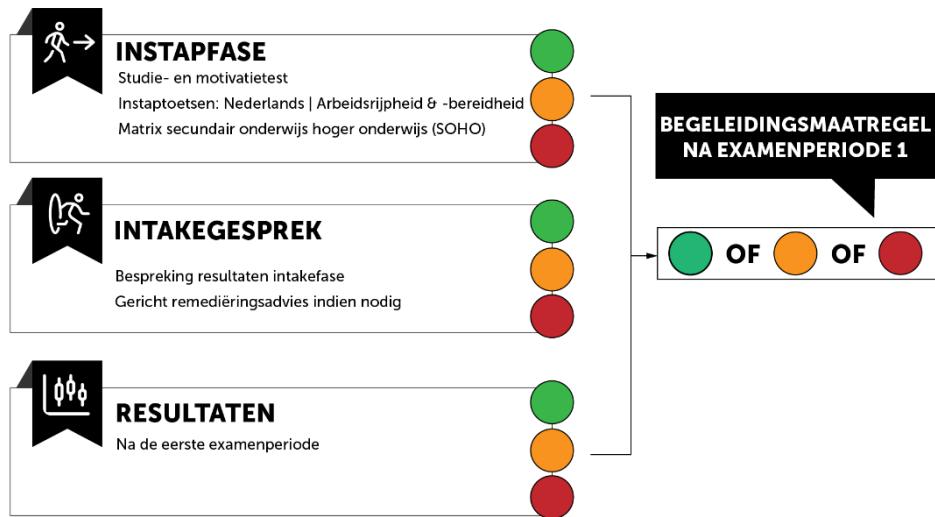 INSTAPFASE
Studie- en motivatietest
Instaptoetsen: Nederlands | Arbeidsrijpheid & -bereidheid
Matrix secundair onderwijs hoger onderwijs (SOHO)
BEGELEIDINGSMAATREGEL
NA EXAMENPERIODE 1
INTAKEGESPREK
Bespreking resultaten intakefase
Gericht remediëringsadvies indien nodig
OF OF
RESULTATEN
Na de eerste examenperiode